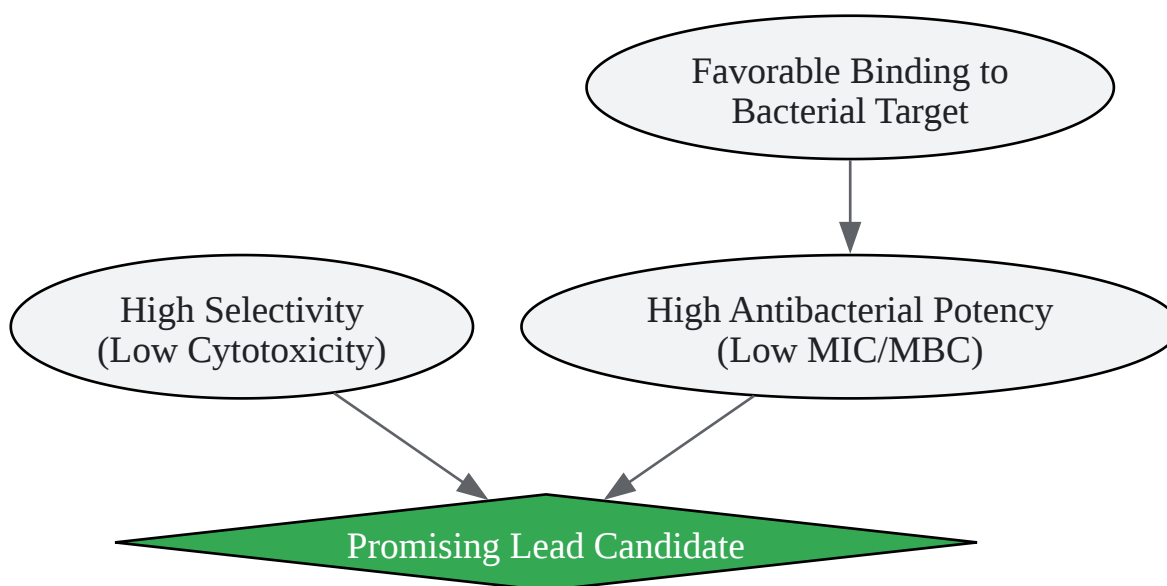 Favorable Binding to
Bacterial Target
High Selectivity
(Low Cytotoxicity)
High Antibacterial Potency
(Low MIC/MBC)
Promising Lead Candidate